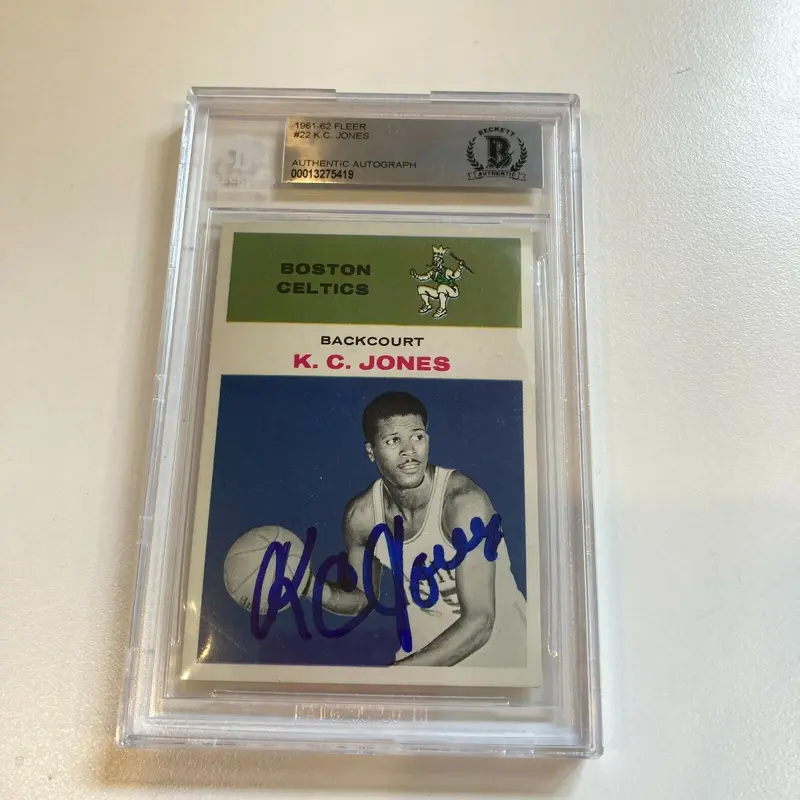 1961-62 FLEER
#22 K.C. JONES
AUTHENTIC AUTOGRAPH
00013275419
BECKETT
B
AUTHENTIC
BOSTON
CELTICS
BACKCOURT
K. C. JONES
KC Jones